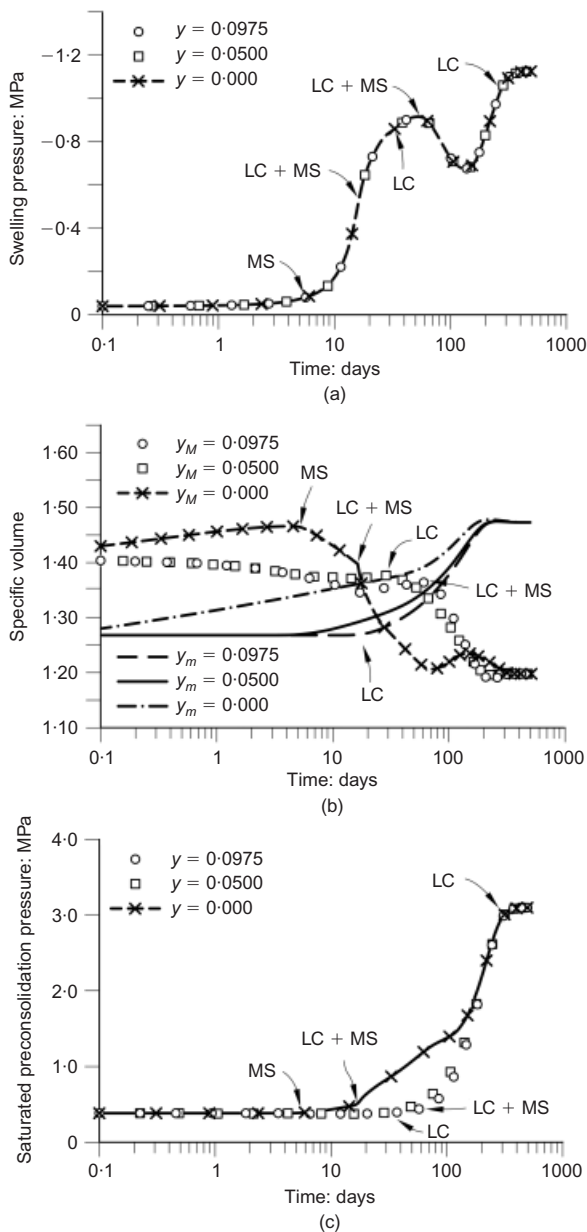 y = 0·0975
y = 0·0500
y = 0·000
Swelling pressure: MPa
−1·2
−0·8
−0·4
0
LC
LC + MS
LC + MS
LC
MS
0·1
1
10
100
1000
Time: days
(a)
y_M = 0·0975
y_M = 0·0500
y_M = 0·000
Specific volume
1·60
1·50
1·40
1·30
1·20
1·10
MS
LC + MS
LC
LC + MS
LC
y_m = 0·0975
y_m = 0·0500
y_m = 0·000
0·1
1
10
100
1000
Time: days
(b)
y = 0·0975
y = 0·0500
y = 0·000
Saturated preconsolidation pressure: MPa
4·0
3·0
2·0
1·0
0
LC
LC + MS
MS
LC + MS
LC
0·1
1
10
100
1000
Time: days
(c)